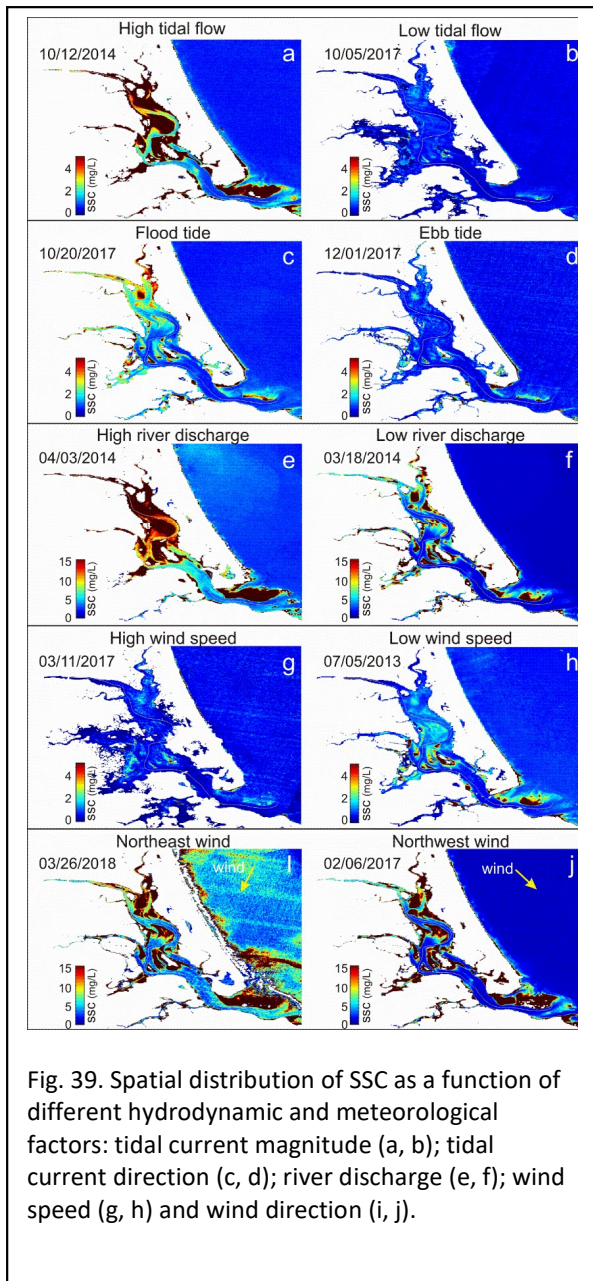 High tidal flow
Low tidal flow
10/12/2014
a
10/05/2017
b
SSC (mg/L)
4
2
0
SSC (mg/L)
4
2
0
Flood tide
Ebb tide
10/20/2017
c
12/01/2017
d
SSC (mg/L)
4
2
0
SSC (mg/L)
4
2
0
High river discharge
Low river discharge
04/03/2014
e
03/18/2014
f
SSC (mg/L)
15
10
5
0
SSC (mg/L)
15
10
5
0
High wind speed
Low wind speed
03/11/2017
g
07/05/2013
h
SSC (mg/L)
4
2
0
SSC (mg/L)
4
2
0
Northeast wind
Northwest wind
03/26/2018
wind
I
02/06/2017
wind
j
SSC (mg/L)
15
10
5
0
SSC (mg/L)
15
10
5
0
Fig. 39. Spatial distribution of SSC as a function of
different hydrodynamic and meteorological
factors: tidal current magnitude (a, b); tidal
current direction (c, d); river discharge (e, f); wind
speed (g, h) and wind direction (i, j).